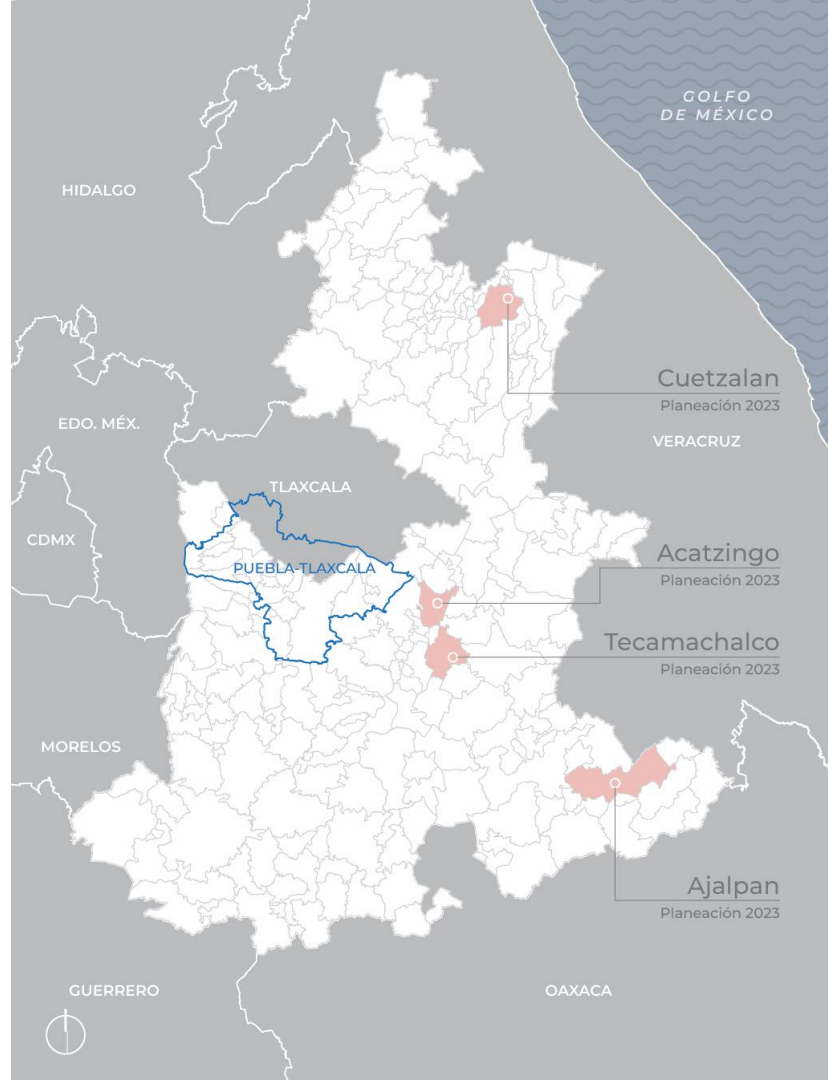 GOLFO
DE MÉXICO
HIDALGO
Cuetzalan
Planeación 2023
EDO. MÉX.
VERACRUZ
TLAXCALA
CDMX
PUEBLA-TLAXCALA
Acatzingo
Planeación 2023
Tecamachalco
Planeación 2023
MORELOS
Ajalpan
Planeación 2023
GUERRERO
OAXACA